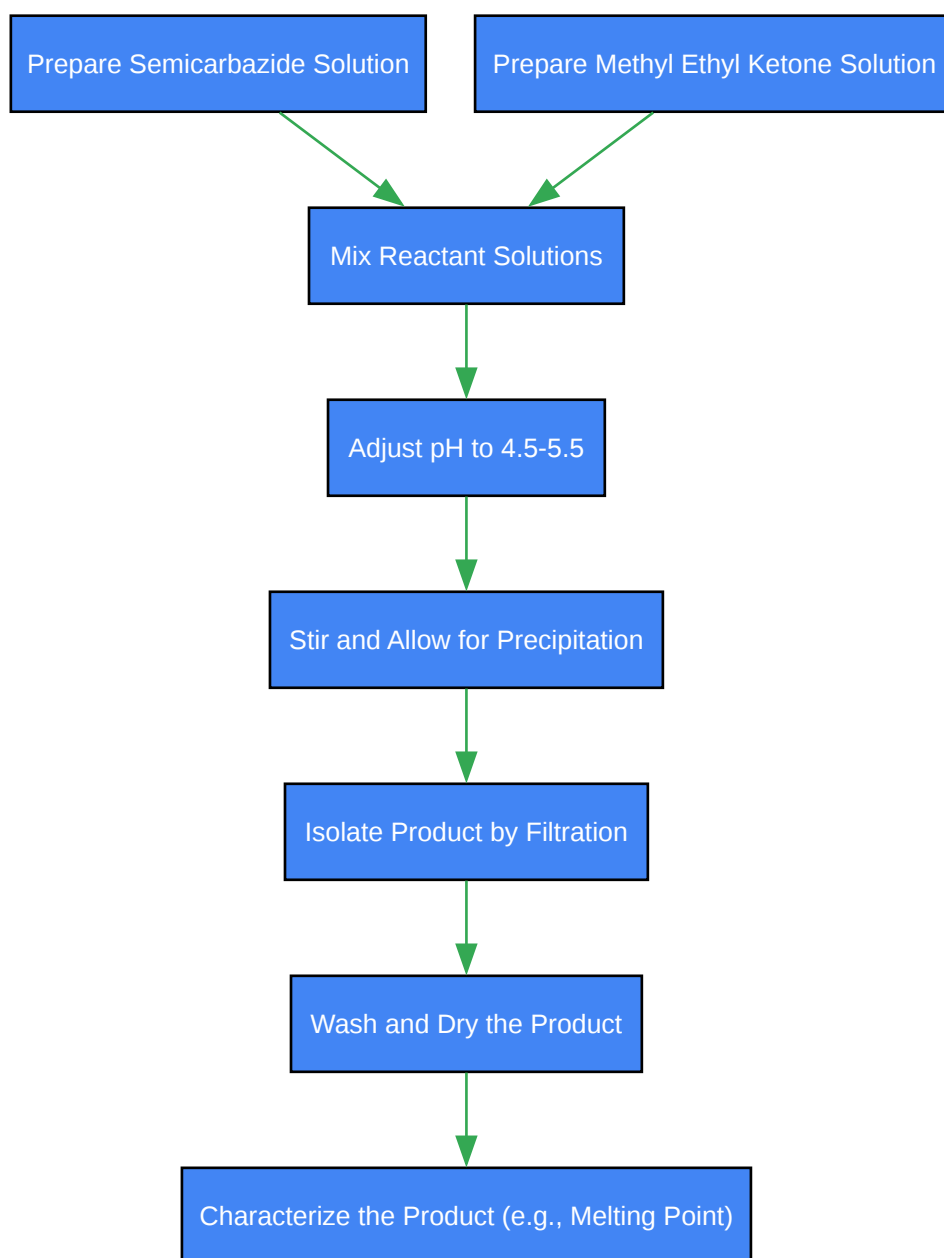 Prepare Semicarbazide Solution
Prepare Methyl Ethyl Ketone Solution
Mix Reactant Solutions
Adjust pH to 4.5-5.5
Stir and Allow for Precipitation
Isolate Product by Filtration
Wash and Dry the Product
Characterize the Product (e.g., Melting Point)